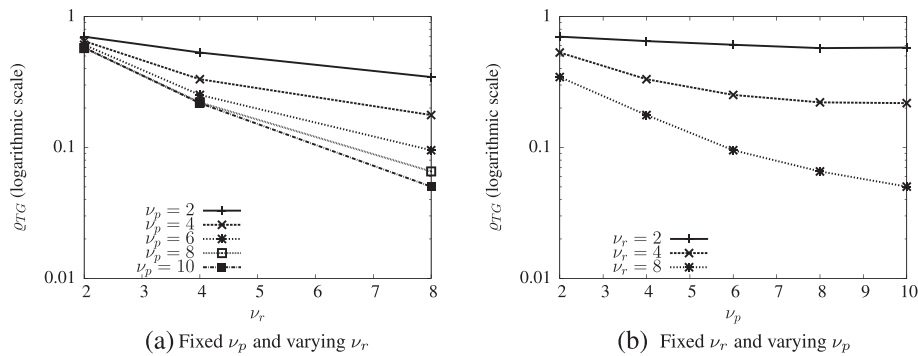 1
0.1
0.01
ϱTG (logarithmic scale)
νp = 2
νp = 4
νp = 6
νp = 8
νp = 10
2 3 4 5 6 7 8
νr
(a) Fixed νp and varying νr
1
0.1
0.01
ϱTG (logarithmic scale)
νr = 2
νr = 4
νr = 8
2 3 4 5 6 7 8 9 10
νp
(b) Fixed νr and varying νp